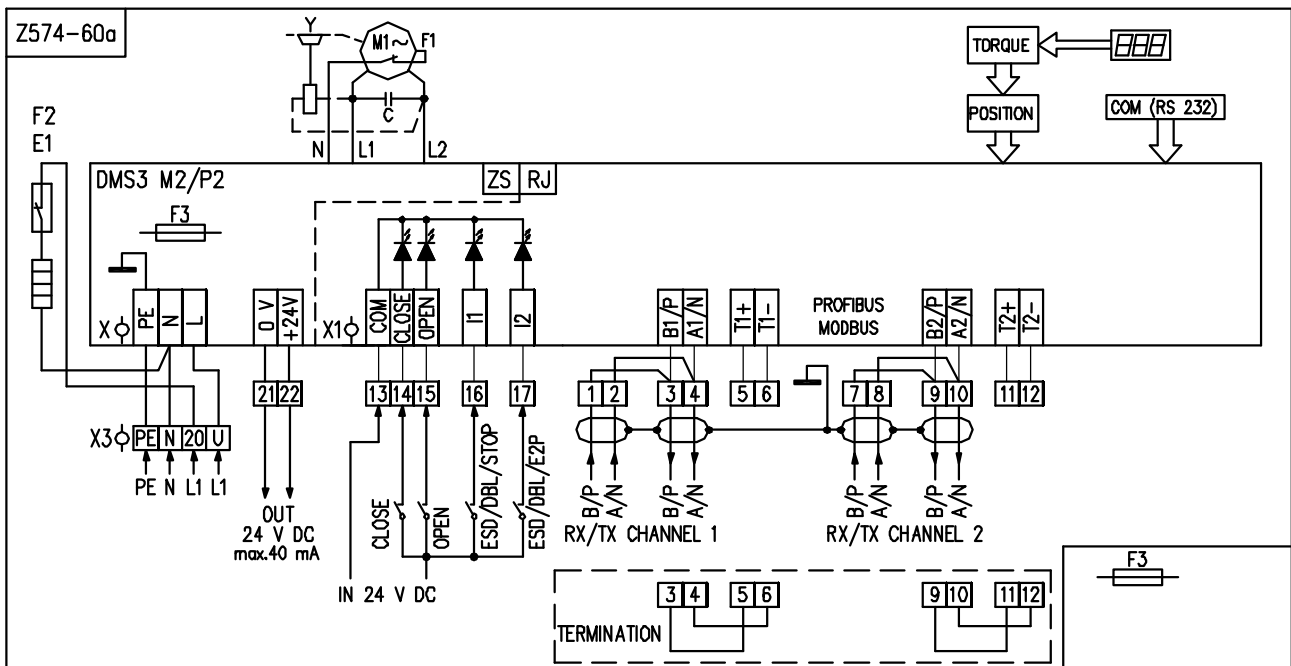 Z574-60a
Y
M1 ~
F1
TORQUE
888
POSITION
COM (RS 232)
C
F2
E1
N
L1
L2
DMS3 M2/P2
ZS
RJ
F3
X
PE
N
L
0 V
+24V
X1
COM
CLOSE
OPEN
I1
I2
B1/P
A1/N
T1+
T1-
PROFIBUS
MODBUS
B2/P
A2/N
T2+
T2-
21
22
13
14
15
16
17
1
2
3
4
5
6
7
8
9
10
11
12
X3
PE
N
20
U
PE N L1 L1
OUT
24 V DC
max.40 mA
CLOSE
OPEN
ESD/DBL/STOP
ESD/DBL/E2P
IN 24 V DC
B/P
A/N
B/P
A/N
RX/TX CHANNEL 1
B/P
A/N
B/P
A/N
RX/TX CHANNEL 2
TERMINATION
3
4
5
6
9
10
11
12
F3